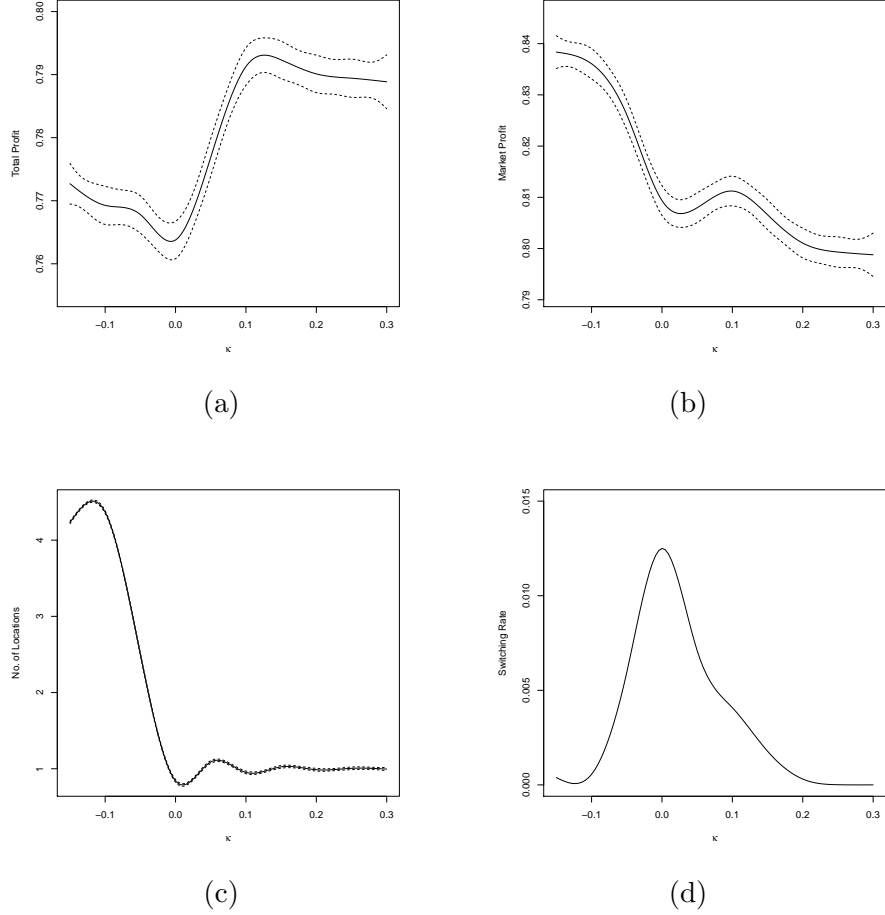 Total Profit
0.80
0.79
0.78
0.77
0.76
−0.1 0.0 0.1 0.2 0.3
κ
(a)
Market Profit
0.84
0.83
0.82
0.81
0.80
0.79
−0.1 0.0 0.1 0.2 0.3
κ
(b)
No. of Locations
4
3
2
1
−0.1 0.0 0.1 0.2 0.3
κ
(c)
Switching Rate
0.015
0.010
0.005
0.000
−0.1 0.0 0.1 0.2 0.3
κ
(d)